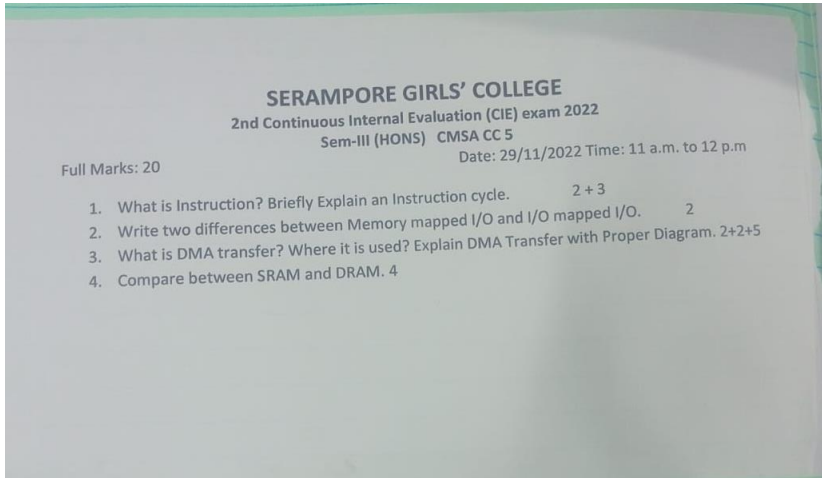 SERAMPORE GIRLS' COLLEGE
2nd Continuous Internal Evaluation (CIE) exam 2022
Sem-III (HONS) CMSA CC 5
Full Marks: 20 Date: 29/11/2022 Time: 11 a.m. to 12 p.m
1. What is Instruction? Briefly Explain an Instruction cycle. 2 + 3
2. Write two differences between Memory mapped I/O and I/O mapped I/O. 2
3. What is DMA transfer? Where it is used? Explain DMA Transfer with Proper Diagram. 2+2+5
4. Compare between SRAM and DRAM. 4